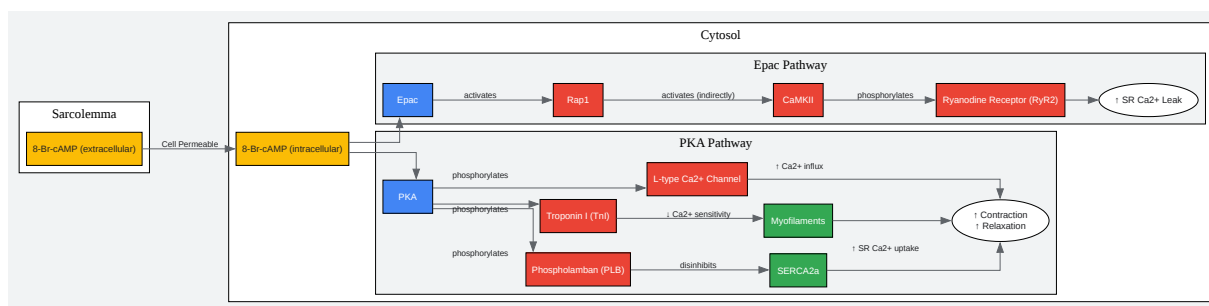 Cytosol
Epac Pathway
Epac
activates
Rap1
activates (indirectly)
CaMKII
phosphorylates
Ryanodine Receptor (RyR2)
↑ SR Ca2+ Leak
Sarcolemma
8-Br-cAMP (extracellular)
Cell Permeable
8-Br-cAMP (intracellular)
PKA Pathway
PKA
phosphorylates
L-type Ca2+ Channel
↑ Ca2+ influx
phosphorylates
Troponin I (TnI)
↓ Ca2+ sensitivity
Myofilaments
↑ Contraction
↑ Relaxation
phosphorylates
Phospholamban (PLB)
disinhibits
SERCA2a
↑ SR Ca2+ uptake